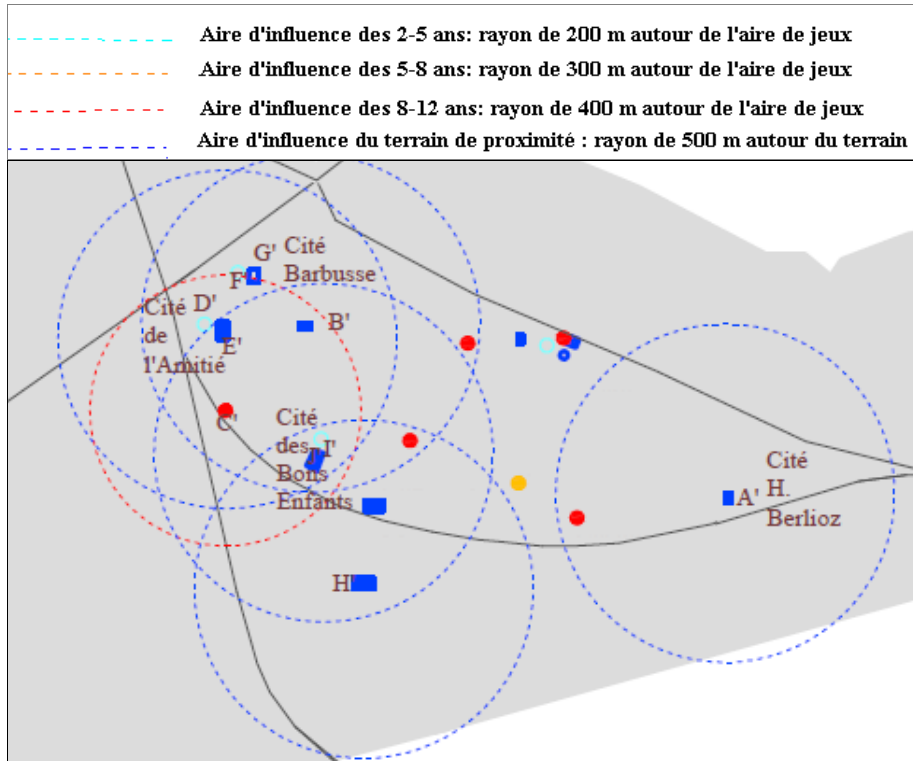 Aire d'influence des 2-5 ans: rayon de 200 m autour de l'aire de jeux
Aire d'influence des 5-8 ans: rayon de 300 m autour de l'aire de jeux
Aire d'influence des 8-12 ans: rayon de 400 m autour de l'aire de jeux
Aire d'influence du terrain de proximité : rayon de 500 m autour du terrain
G'
Cité
Barbusse
F'
Cité
de
l'Amitié
D'
E'
B'
C'
Cité
des
Bons
Enfants
I'
H'
A'
Cité
H.
Berlioz